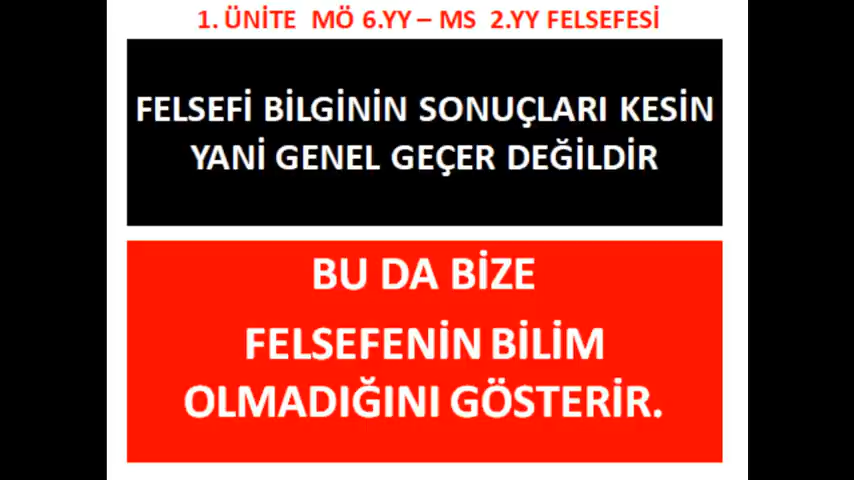 1. ÜNİTE  MÖ 6.YY – MS  2.YY FELSEFESİ
FELSEFİ BİLGİNİN SONUÇLARI KESİN
YANİ GENEL GEÇER DEĞİLDİR
BU DA BİZE
FELSEFENİN BİLİM
OLMADIĞINI GÖSTERİR.